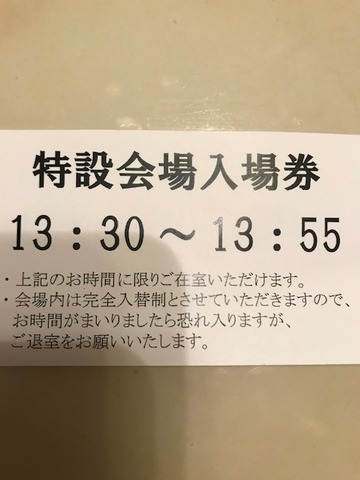 特設会場入場券
13：30～13：55
・上記のお時間に限りご在室いただけます。
・会場内は完全入替制とさせていただきますので、
お時間がまいりましたら恐れ入りますが、
ご退室をお願いいたします。